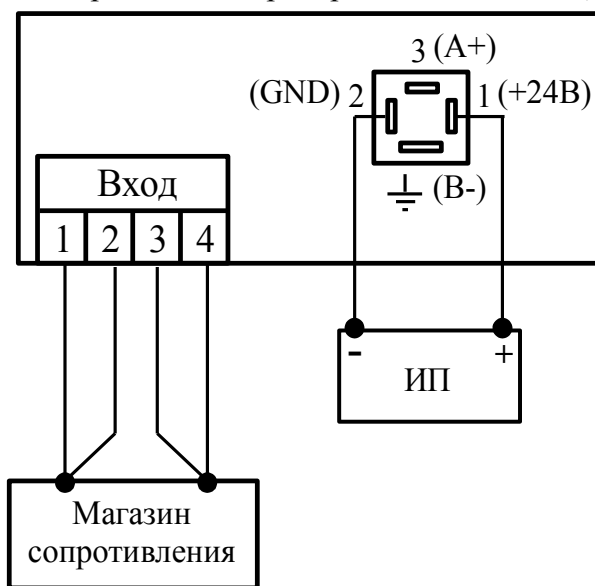 3 (A+)
(GND) 2
1 (+24В)
(B-)
Вход
1 2 3 4
- +
ИП
Магазин
сопротивления